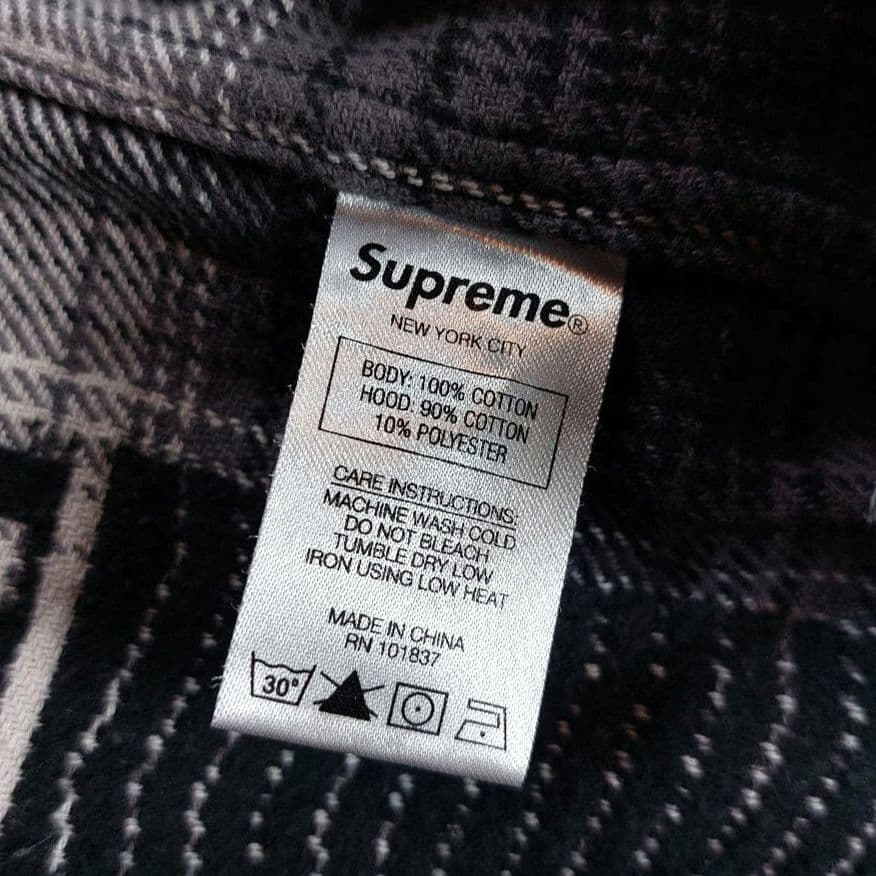 Supreme®
NEW YORK CITY
BODY: 100% COTTON
HOOD: 90% COTTON
10% POLYESTER
CARE INSTRUCTIONS:
MACHINE WASH COLD
DO NOT BLEACH
TUMBLE DRY LOW
IRON USING LOW HEAT
MADE IN CHINA
RN 101837
30°